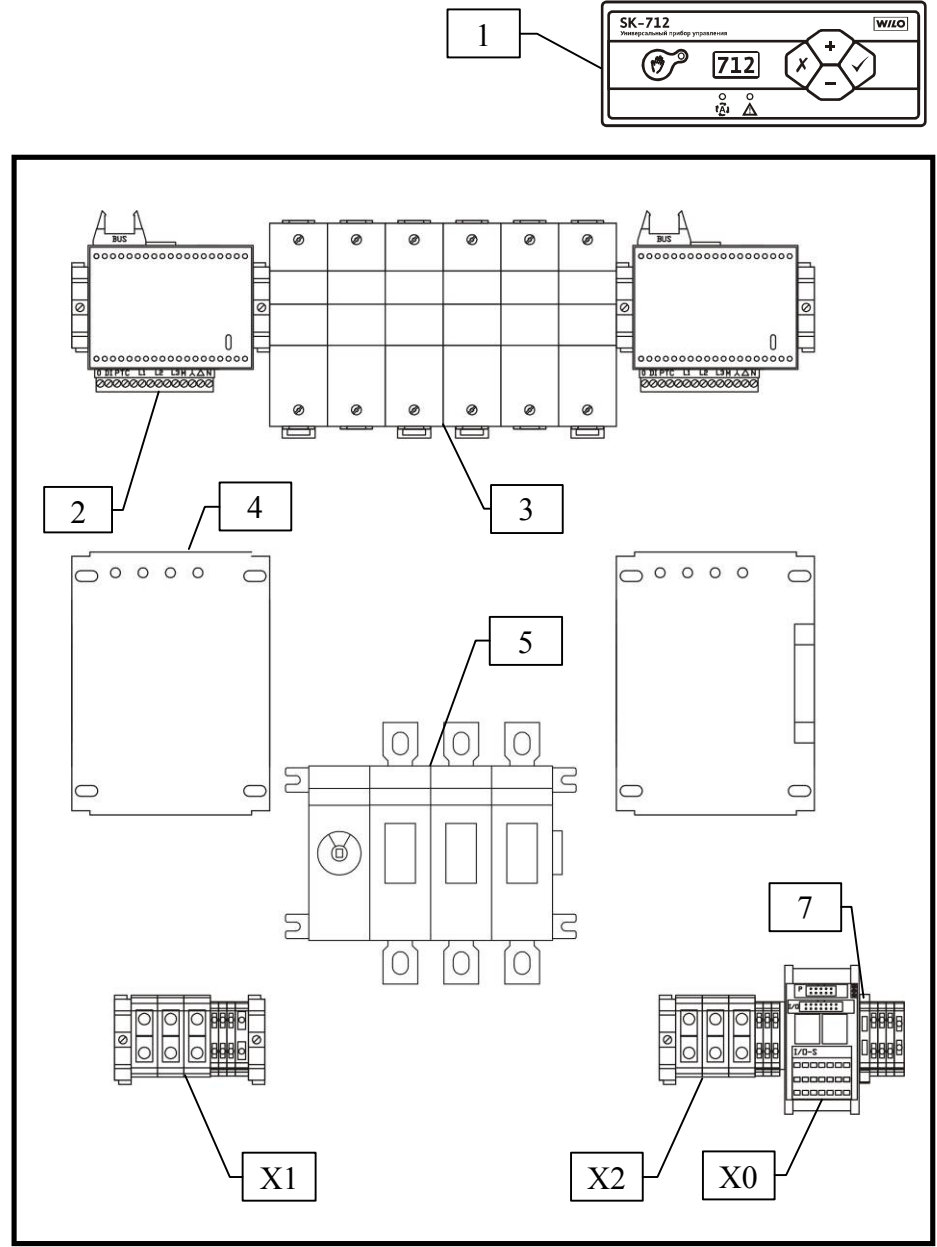 1
SK-712
WILO
Универсальный прибор управления
712
A
BUS
BUS
0 DI PTC L1 L2 L3 M N
0 DI PTC L1 L2 L3 M N
2
3
4
5
7
P
I/O
I/O-S
X1
X2
X0